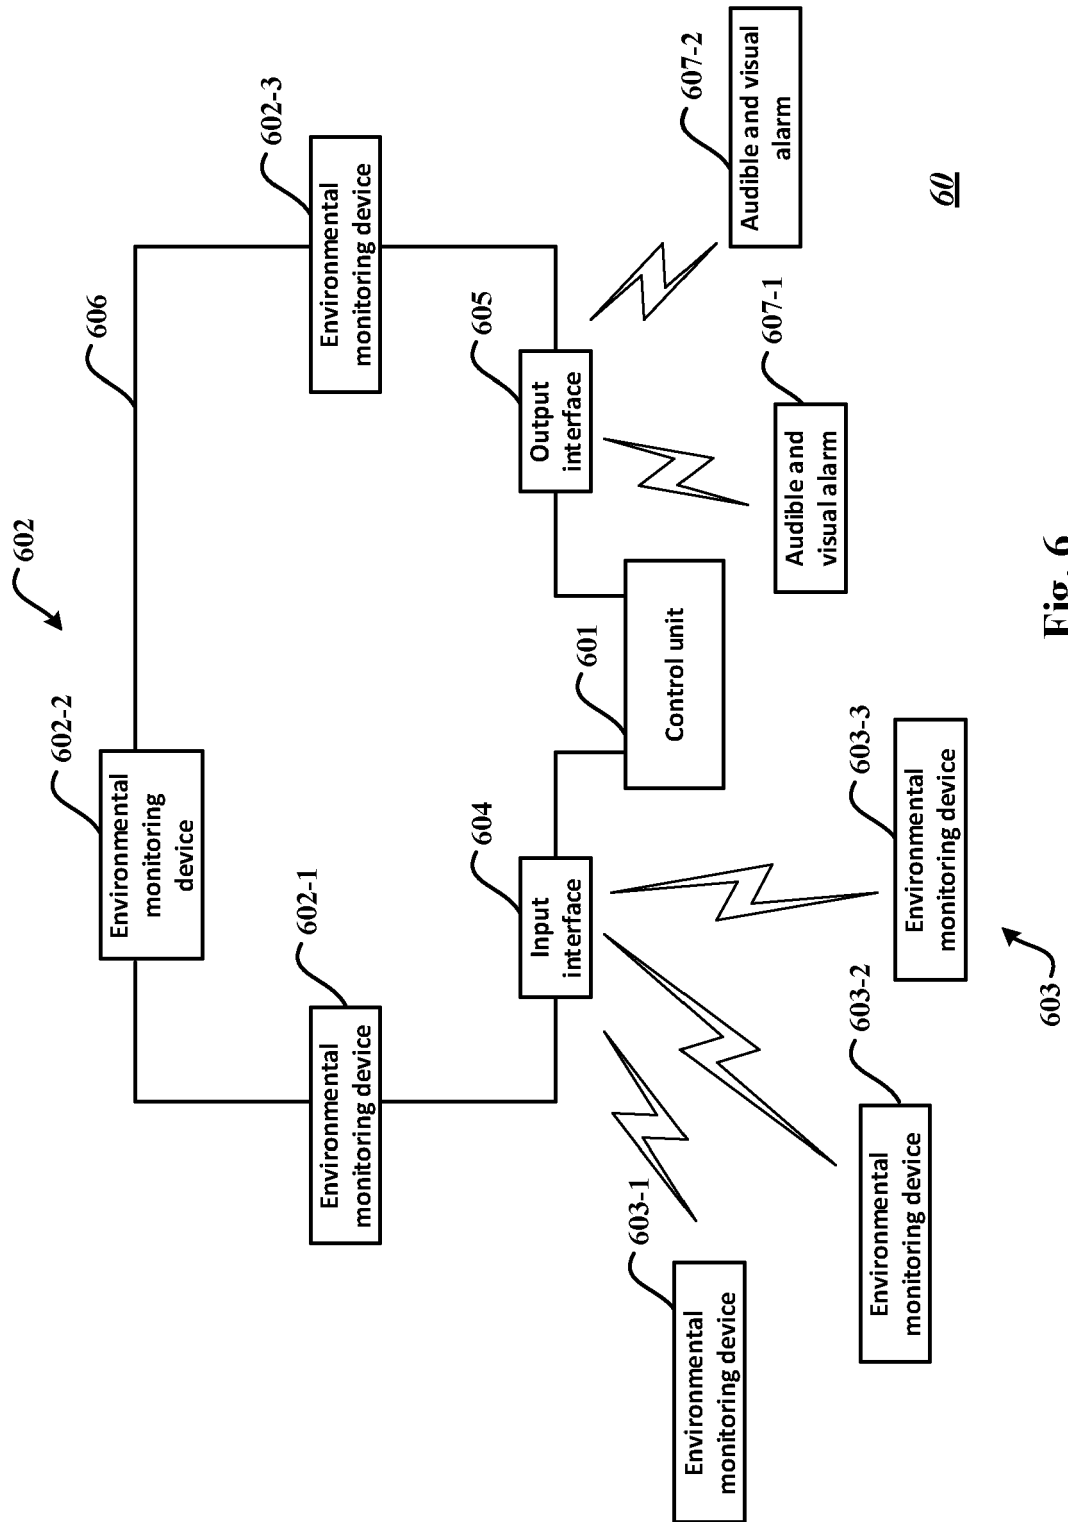 602
606
602-2
Environmental
monitoring
device
602-3
Environmental
monitoring device
602-1
Environmental
monitoring device
604
Input
interface
605
Output
interface
601
Control unit
607-2
Audible and visual
alarm
607-1
Audible and
visual alarm
603-1
Environmental
monitoring device
603-2
Environmental
monitoring device
603-3
Environmental
monitoring device
603
60
Fig. 6